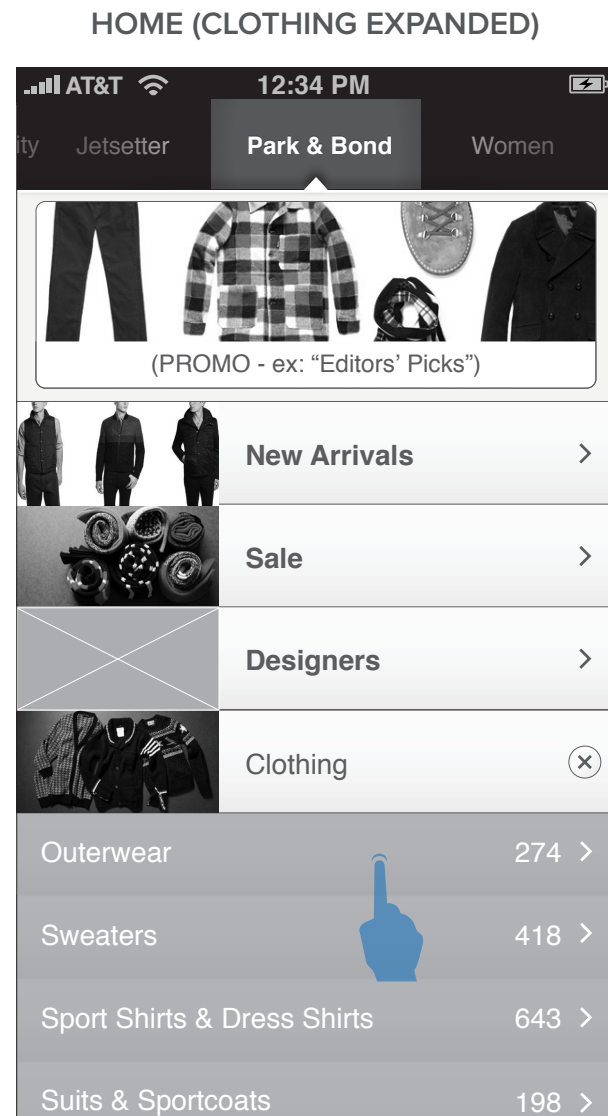 HOME (CLOTHING EXPANDED)
AT&T 12:34 PM
ity Jetsetter Park & Bond Women
(PROMO - ex: “Editors’ Picks”)
New Arrivals
Sale
Designers
Clothing
Outerwear 274
Sweaters 418
Sport Shirts & Dress Shirts 643
Suits & Sportcoats 198